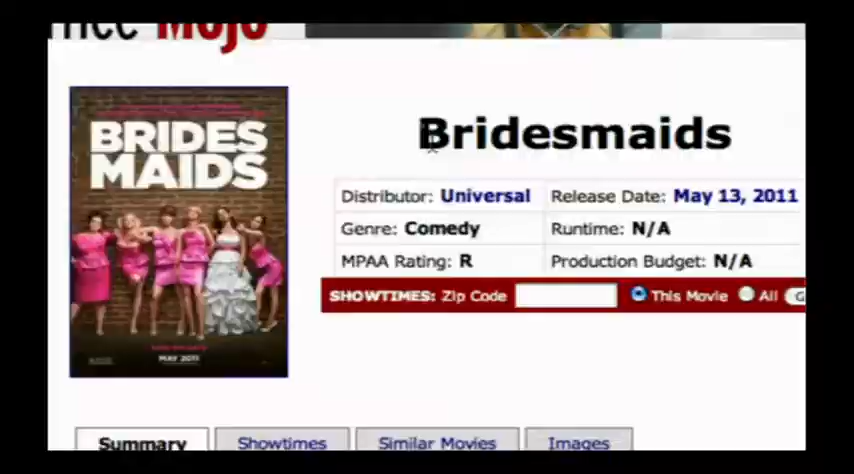 Mojo
BRIDES
MAIDS
MAY 2011
Bridesmaids
Distributor: Universal
Release Date: May 13, 2011
Genre: Comedy
Runtime: N/A
MPAA Rating: R
Production Budget: N/A
SHOWTIMES: Zip Code This Movie All G
Summary Showtimes Similar Movies Images